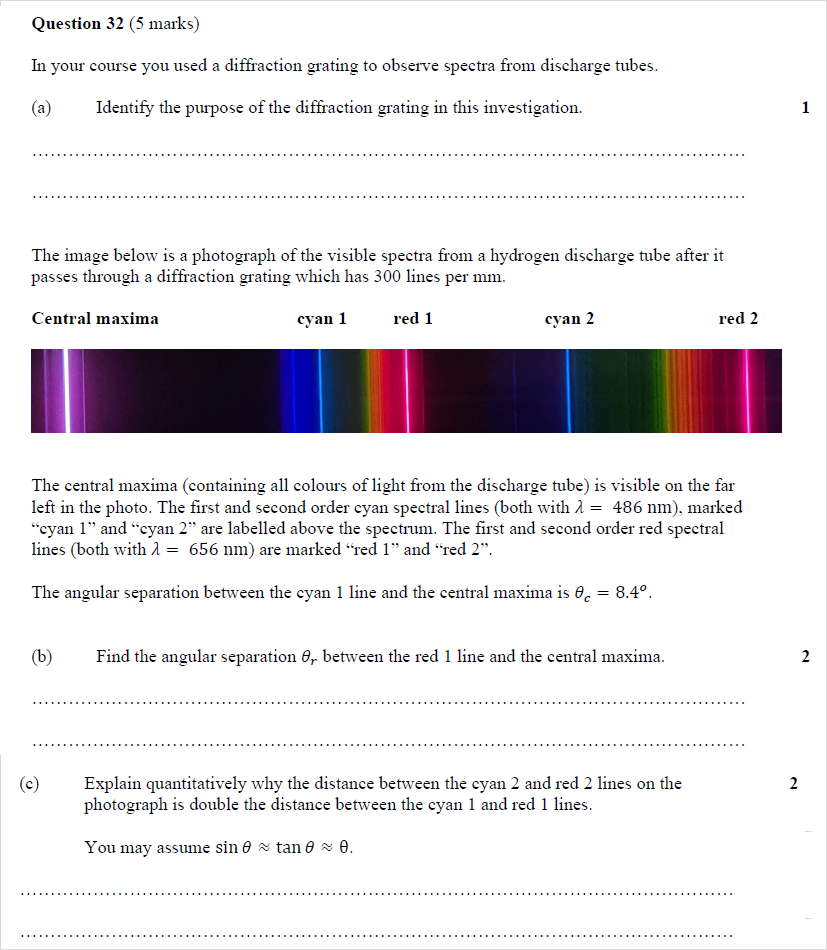 Question 32 (5 marks)
In your course you used a diffraction grating to observe spectra from discharge tubes.
(a) Identify the purpose of the diffraction grating in this investigation. 1
................................................................................
................................................................................
The image below is a photograph of the visible spectra from a hydrogen discharge tube after it
passes through a diffraction grating which has 300 lines per mm.
Central maxima cyan 1 red 1 cyan 2 red 2
The central maxima (containing all colours of light from the discharge tube) is visible on the far
left in the photo. The first and second order cyan spectral lines (both with λ = 486 nm), marked
“cyan 1” and “cyan 2” are labelled above the spectrum. The first and second order red spectral
lines (both with λ = 656 nm) are marked “red 1” and “red 2”.
The angular separation between the cyan 1 line and the central maxima is θc = 8.4°.
(b) Find the angular separation θr between the red 1 line and the central maxima. 2
................................................................................
................................................................................
(c) Explain quantitatively why the distance between the cyan 2 and red 2 lines on the 2
photograph is double the distance between the cyan 1 and red 1 lines.
You may assume sin θ ≈ tan θ ≈ θ.
................................................................................
................................................................................